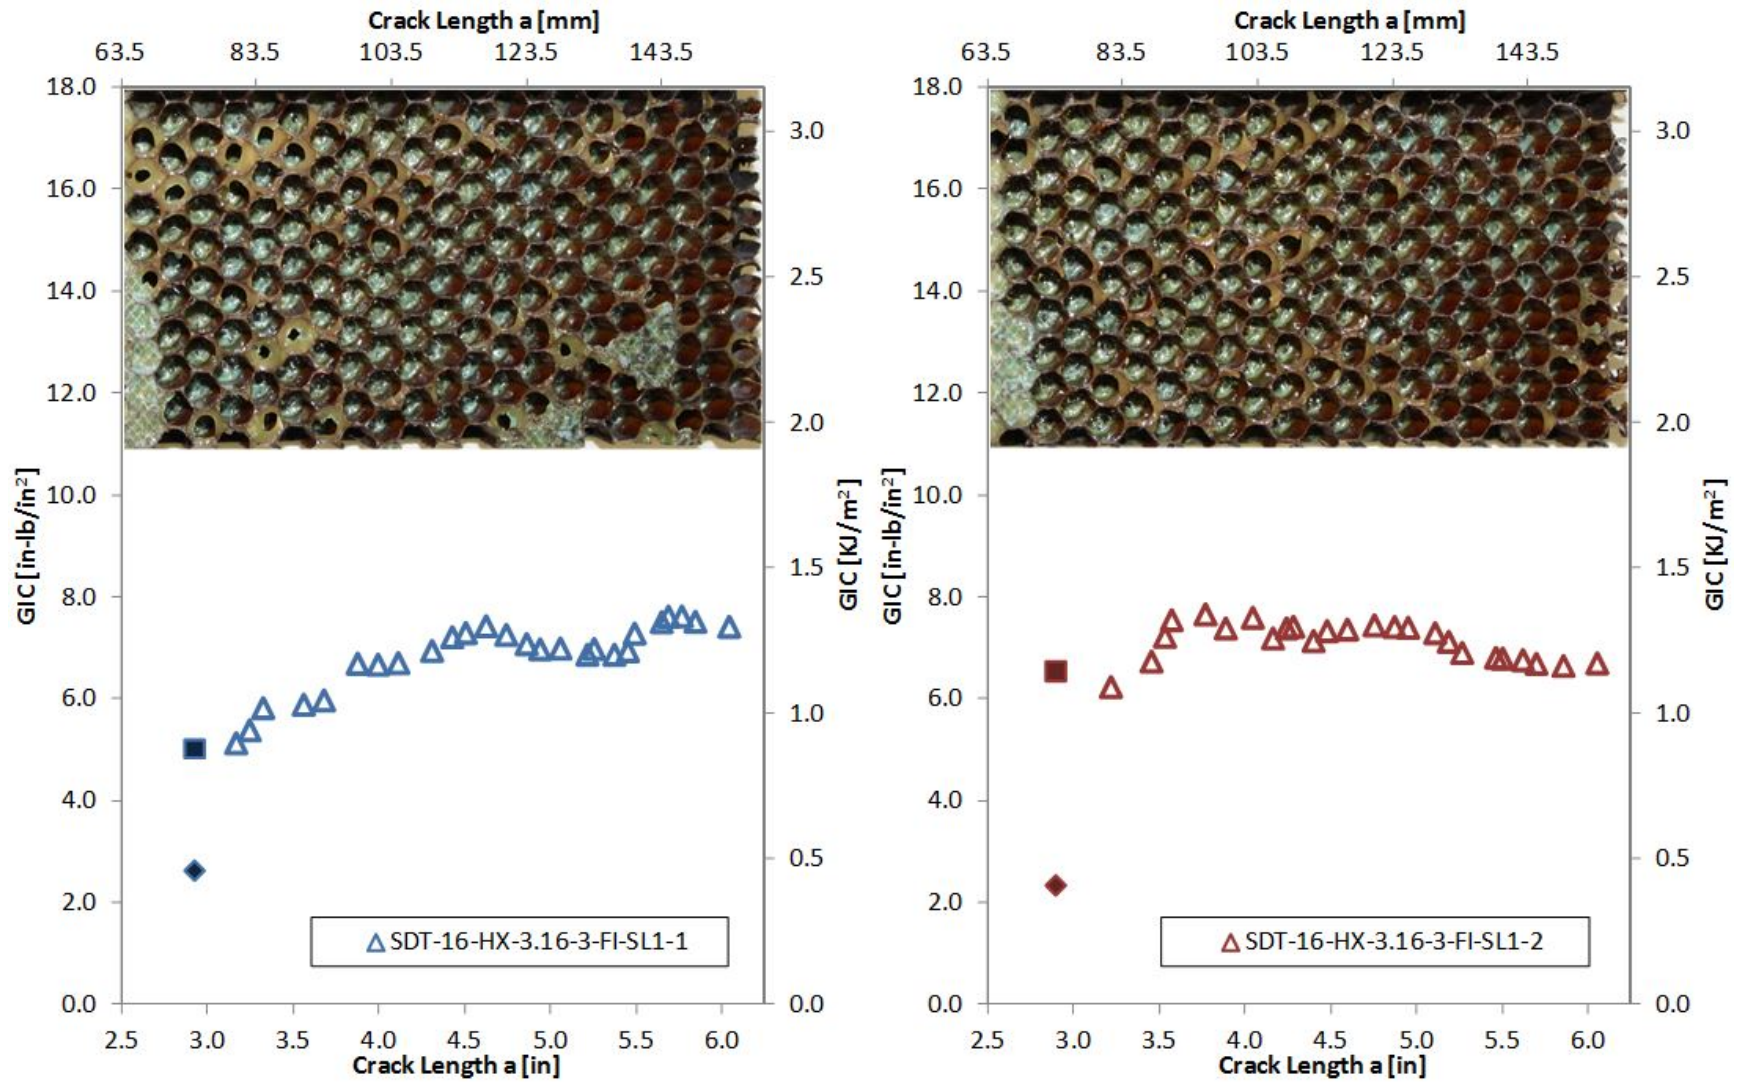 Crack Length a [mm]
63.5 83.5 103.5 123.5 143.5
18.0
16.0
14.0
12.0
10.0
8.0
6.0
4.0
2.0
0.0
GIC [in-lb/in²]
3.0
2.5
2.0
1.5
1.0
0.5
0.0
GIC [KJ/m²]
SDT-16-HX-3.16-3-FI-SL1-1
2.5 3.0 3.5 4.0 4.5 5.0 5.5 6.0
Crack Length a [in]
Crack Length a [mm]
63.5 83.5 103.5 123.5 143.5
18.0
16.0
14.0
12.0
10.0
8.0
6.0
4.0
2.0
0.0
GIC [in-lb/in²]
3.0
2.5
2.0
1.5
1.0
0.5
0.0
GIC [KJ/m²]
SDT-16-HX-3.16-3-FI-SL1-2
2.5 3.0 3.5 4.0 4.5 5.0 5.5 6.0
Crack Length a [in]